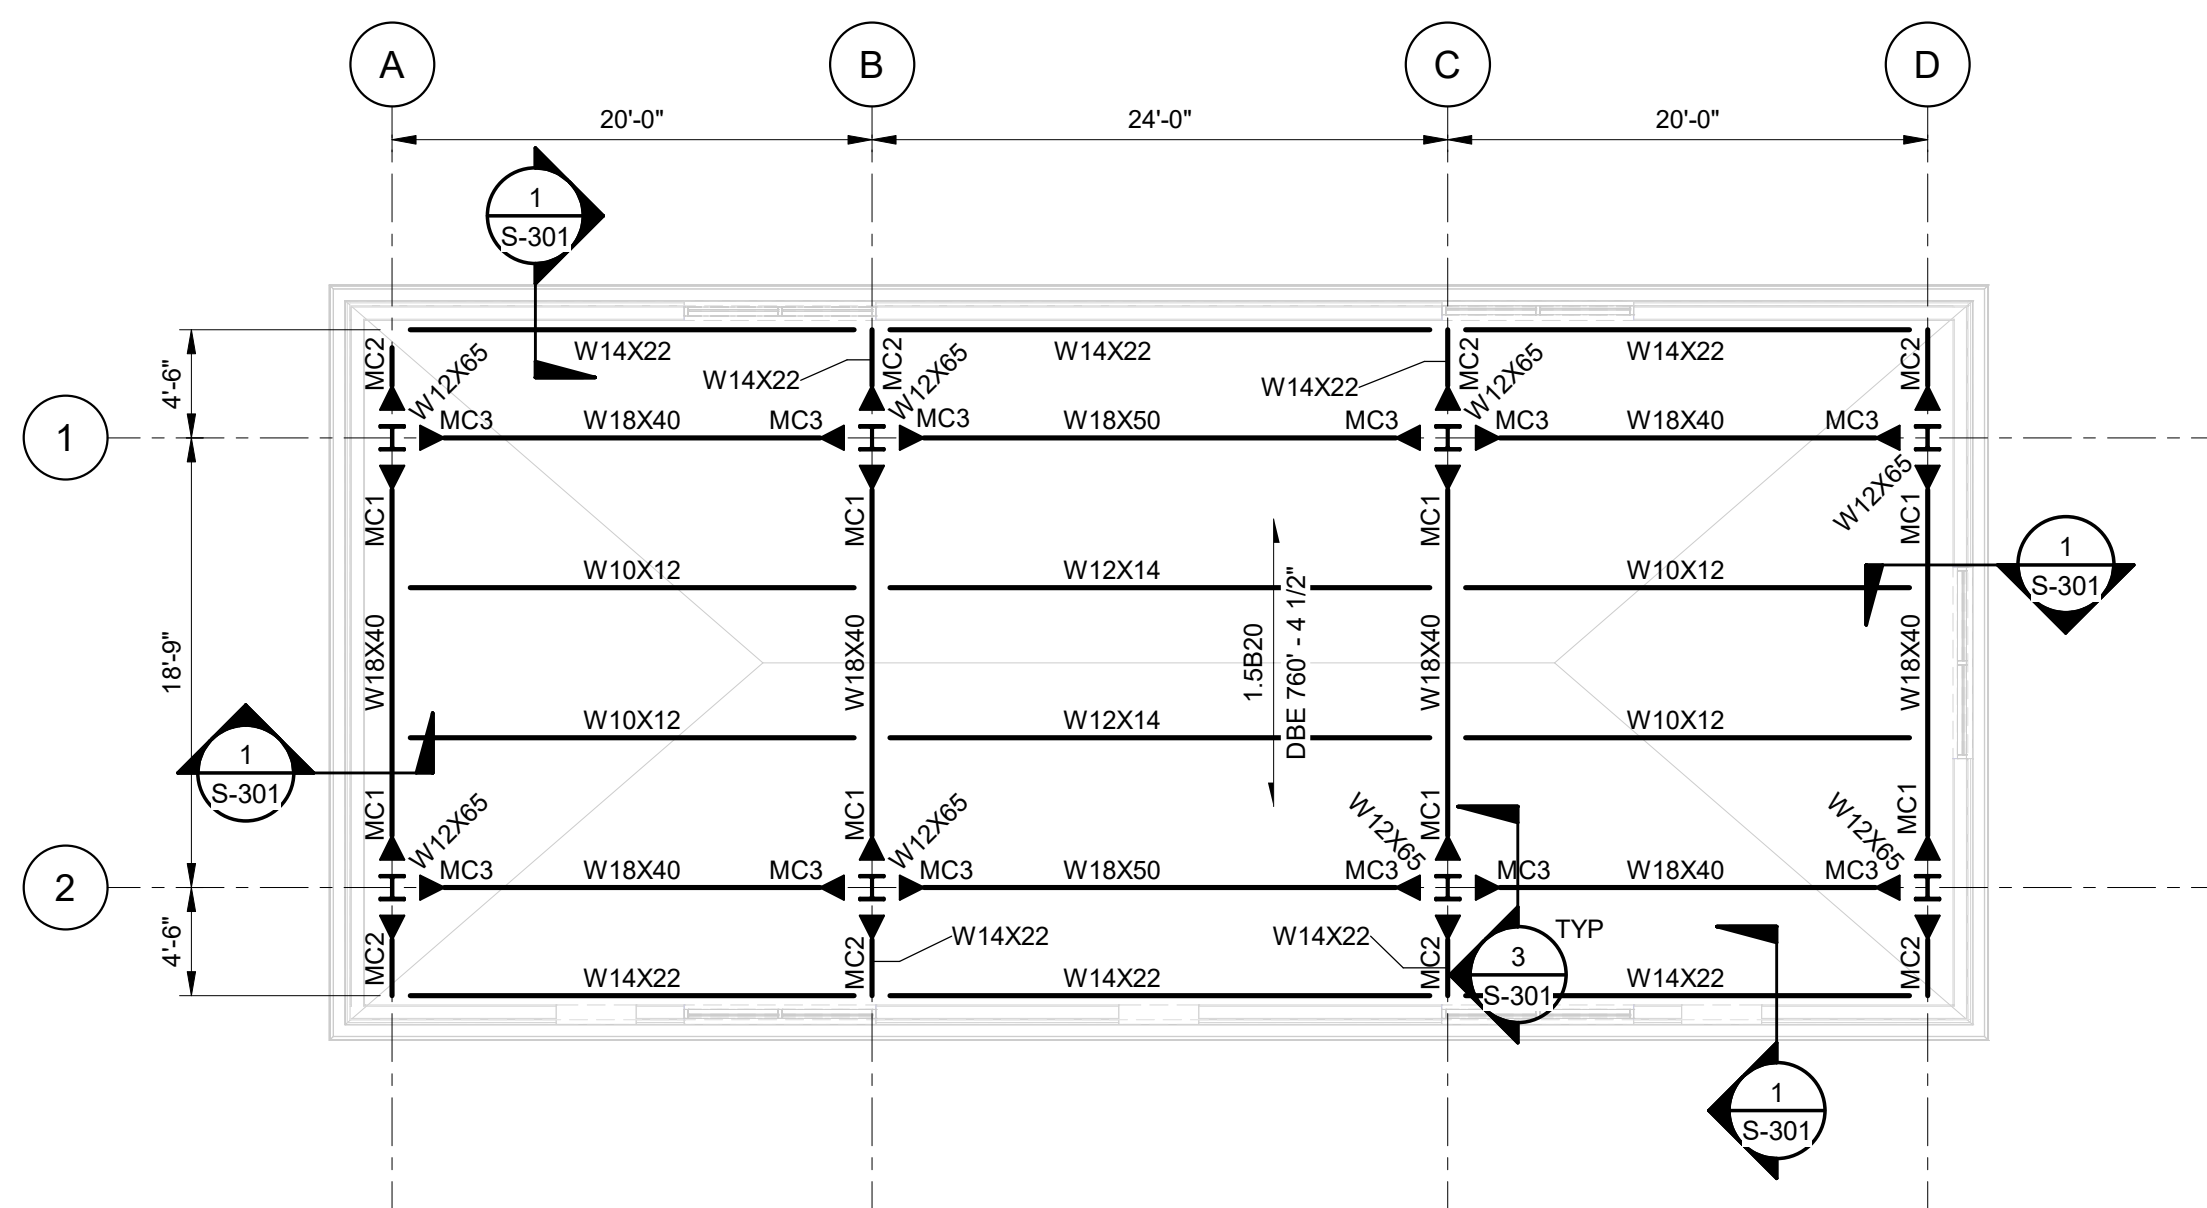 A
B
C
D
20'-0"
24'-0"
20'-0"
1
S-301
4'-6"
MC2
W12X65
W14X22
W14X22
MC2
W12X65
W14X22
W14X22
MC2
W12X65
W14X22
MC2
1
MC3
W18X40
MC3
MC3
W18X50
MC3
MC3
W18X40
MC3
W12X65
MC1
MC1
MC1
MC1
W10X12
W12X14
W10X12
1
S-301
18'-9"
W18X40
W18X40
1.5B20
DBE 760' - 4 1/2"
W18X40
W18X40
W10X12
W12X14
W10X12
1
S-301
MC1
W12X65
MC1
W12X65
W12X65
MC1
W12X65
MC1
2
MC3
W18X40
MC3
MC3
W18X50
MC3
MC3
W18X40
MC3
4'-6"
MC2
MC2
W14X22
W14X22
MC2
TYP
3
S-301
MC2
W14X22
W14X22
W14X22
1
S-301